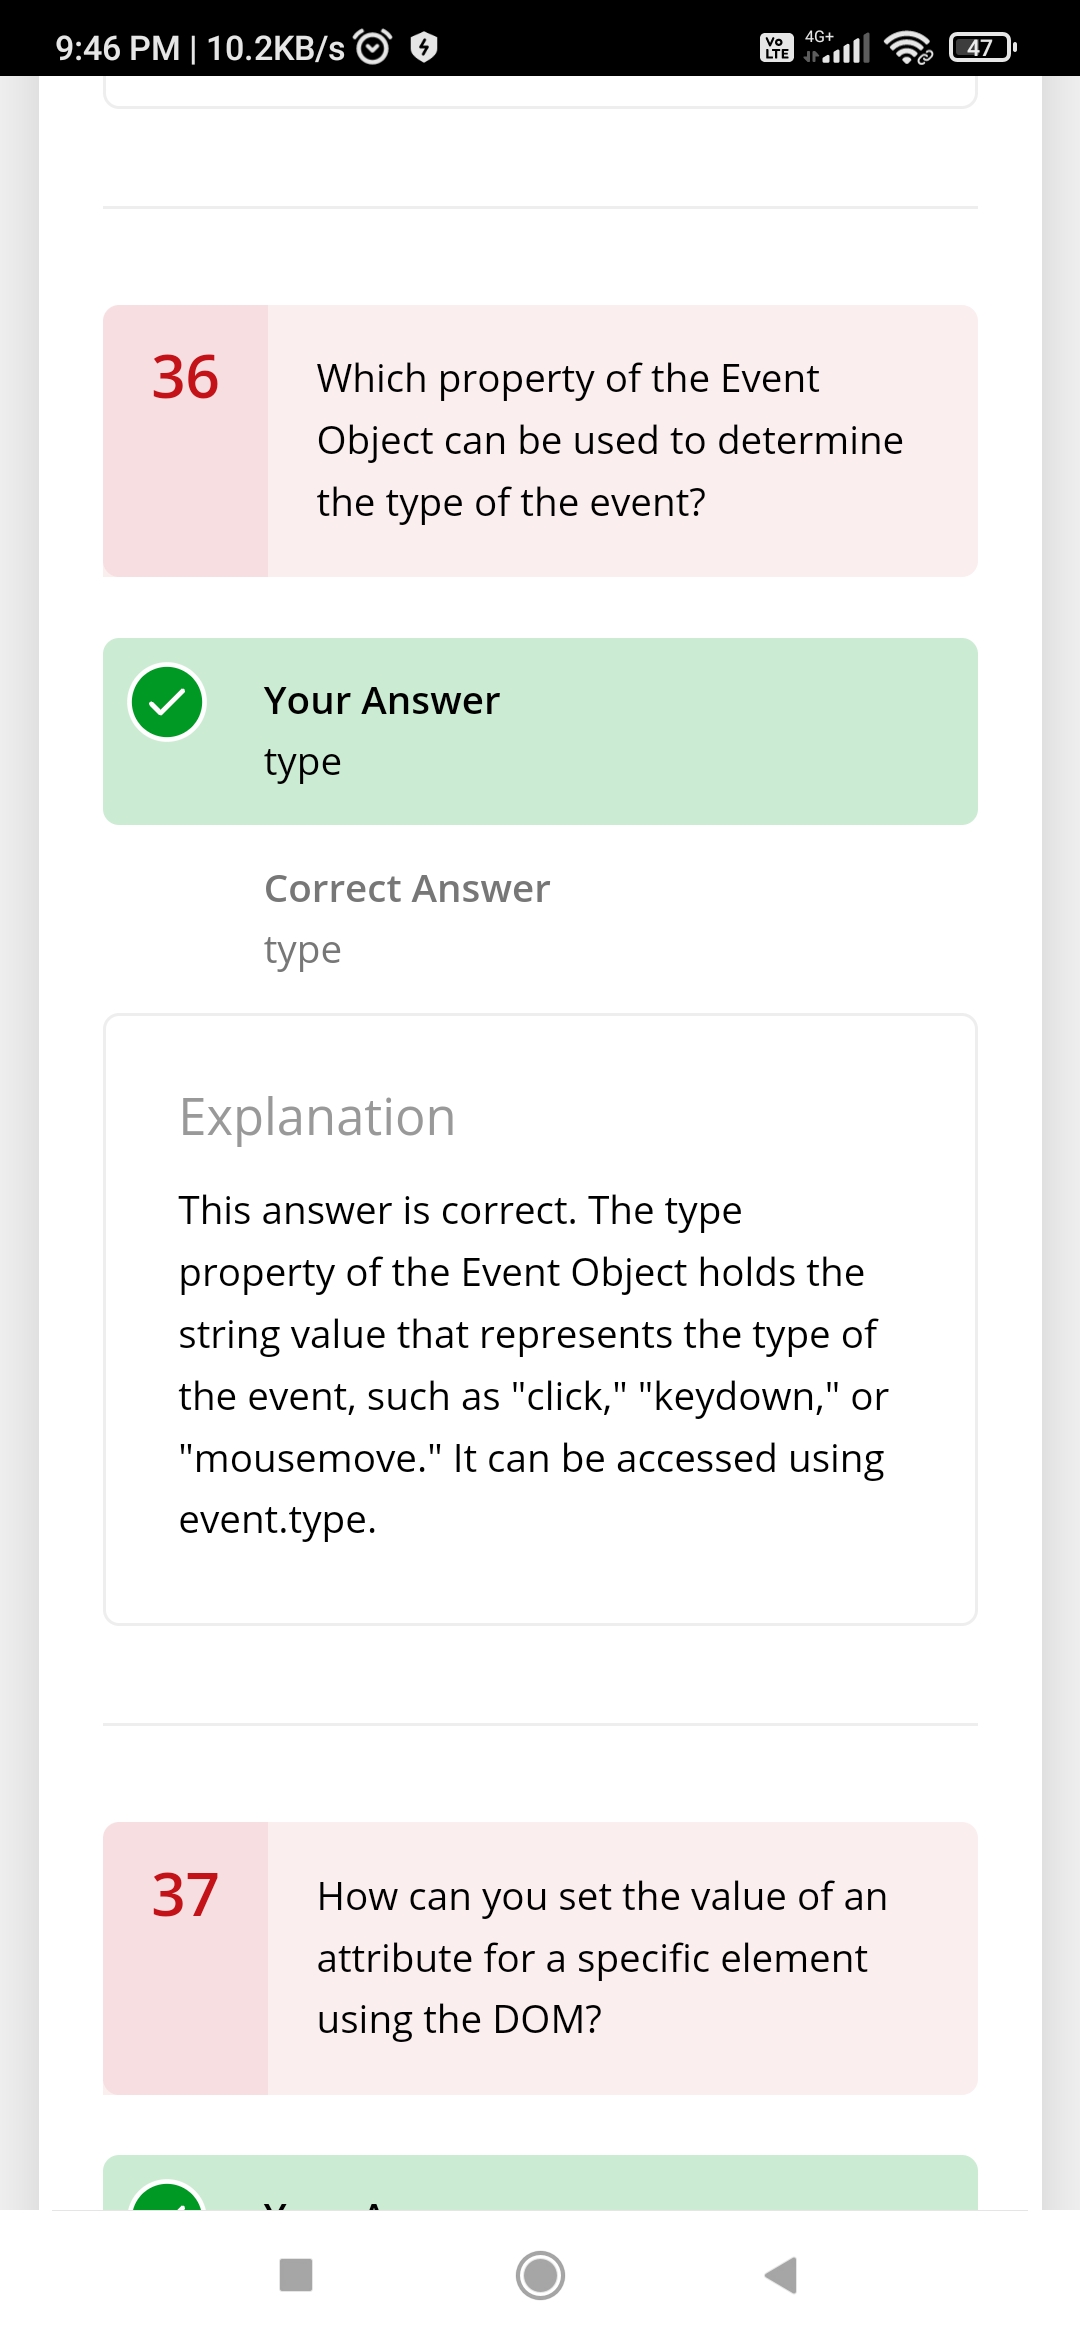 9:46 PM | 10.2KB/s
Vo LTE 4G+ 47
36
Which property of the Event
Object can be used to determine
the type of the event?
Your Answer
type
Correct Answer
type
Explanation
This answer is correct. The type
property of the Event Object holds the
string value that represents the type of
the event, such as "click," "keydown," or
"mousemove." It can be accessed using
event.type.
37
How can you set the value of an
attribute for a specific element
using the DOM?